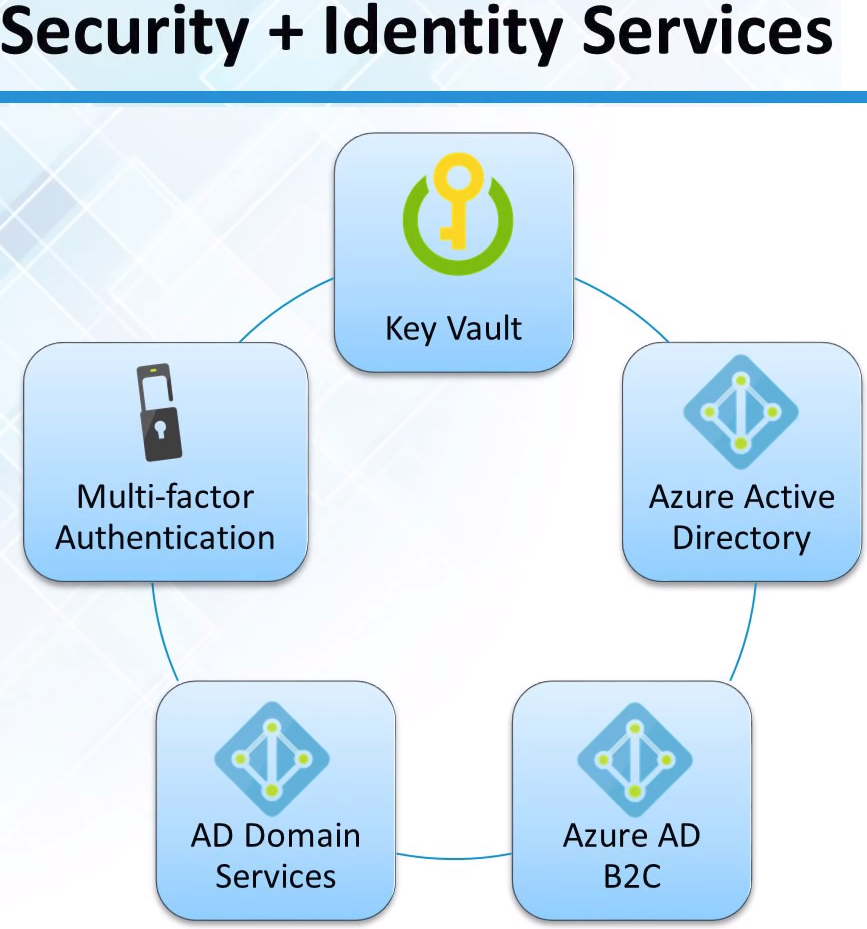 Security + Identity Services
Key Vault
Multi-factor
Authentication
Azure Active
Directory
AD Domain
Services
Azure AD
B2C